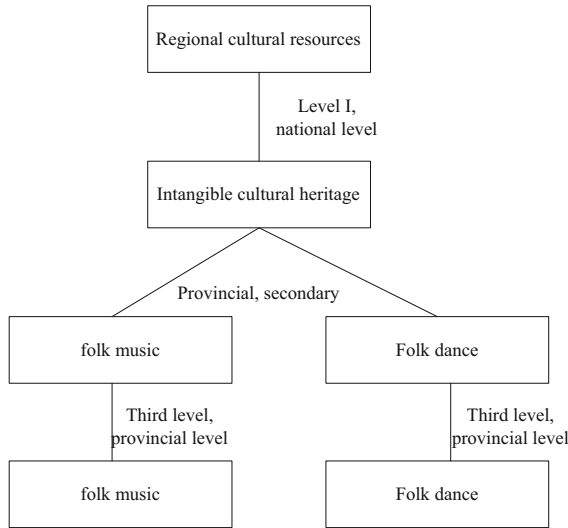 Regional cultural resources
Level I,
national level
Intangible cultural heritage
Provincial, secondary
folk music
Folk dance
Third level,
provincial level
Third level,
provincial level
folk music
Folk dance